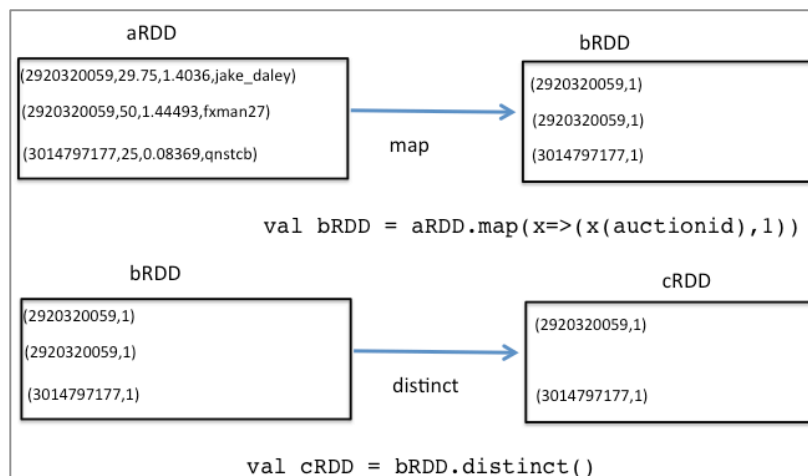 aRDD
bRDD
(2920320059,29.75,1.4036,jake_daley)
(2920320059,50,1.44493,fxman27)
(3014797177,25,0.08369,qnstcb)
map
(2920320059,1)
(2920320059,1)
(3014797177,1)
val bRDD = aRDD.map(x=>(x(auctionid),1))
bRDD
cRDD
(2920320059,1)
(2920320059,1)
(3014797177,1)
distinct
(2920320059,1)
(3014797177,1)
val cRDD = bRDD.distinct()